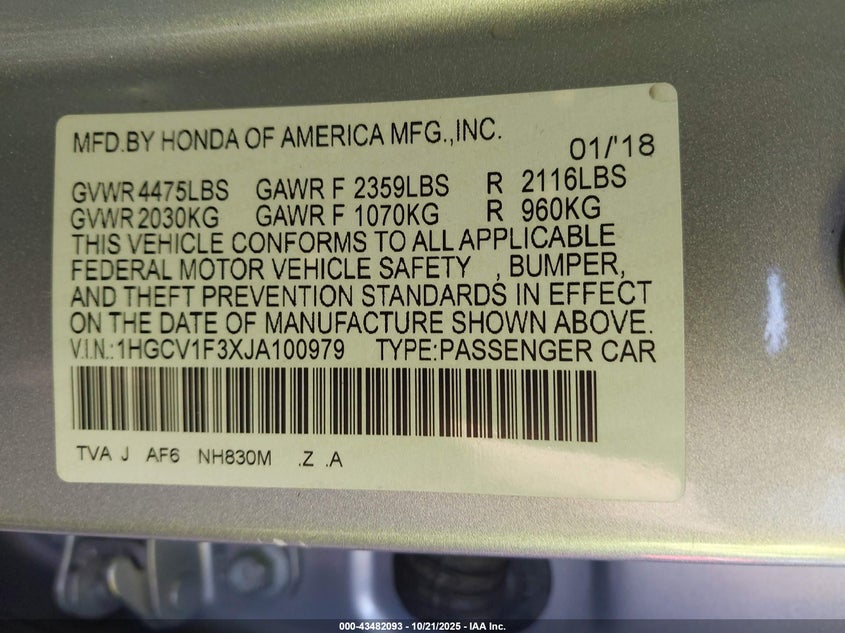 MFD.BY HONDA OF AMERICA MFG.,INC. 01/'18
GVWR 4475LBS GAWR F 2359LBS R 2116LBS
GVWR 2030KG GAWR F 1070KG R 960KG
THIS VEHICLE CONFORMS TO ALL APPLICABLE
FEDERAL MOTOR VEHICLE SAFETY , BUMPER,
AND THEFT PREVENTION STANDARDS IN EFFECT
ON THE DATE OF MANUFACTURE SHOWN ABOVE.
V.I.N.:1HGCV1F3XJA100979 TYPE:PASSENGER CAR
TVA J AF6 NH830M .Z .A
000-43482093 - 10/21/2025 - IAA Inc.